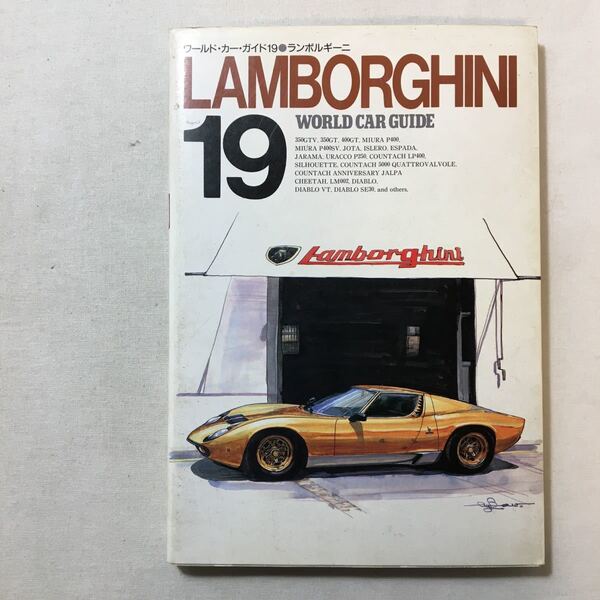 ワールド・カー・ガイド19●ランボルギーニ
LAMBORGHINI
19
WORLD CAR GUIDE
350GTV, 350GT, 400GT, MIURA P400,
MIURA P400SV, JOTA, ISLERO, ESPADA,
JARAMA, URACCO P250, COUNTACH LP400,
SILHOUETTE, COUNTACH 5000 QUATTROVALVOLE,
COUNTACH ANNIVERSARY JALPA
CHEETAH, LM002, DIABLO,
DIABLO VT, DIABLO SE30, and others.
Lamborghini